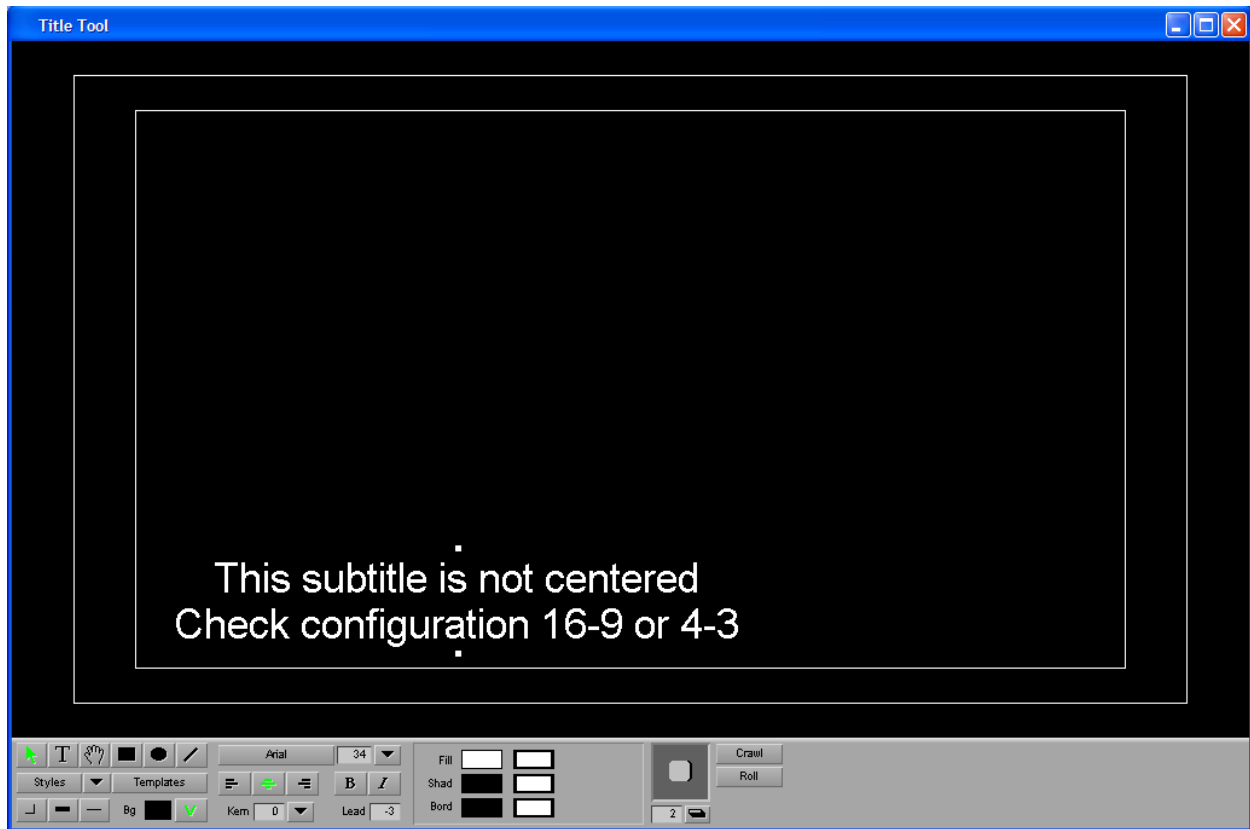 Title Tool
This subtitle is not centered
Check configuration 16-9 or 4-3
T Arial 34 Fill Crawl
Styles Templates B I Shad Roll
Bg Kern 0 Lead -3 Bord 2